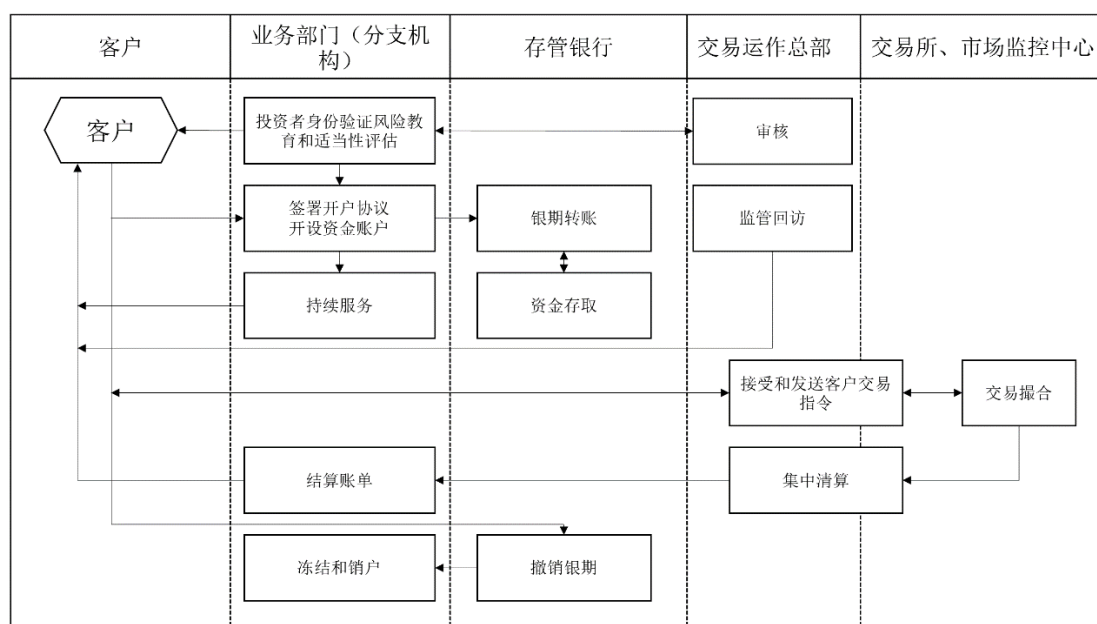 客户
业务部门（分支机
构）
存管银行
交易运作总部
交易所、市场监控中心
客户
投资者身份验证风险教
育和适当性评估
审核
签署开户协议
开设资金账户
银期转账
监管回访
持续服务
资金存取
接受和发送客户交易
指令
交易撮合
结算账单
集中清算
冻结和销户
撤销银期